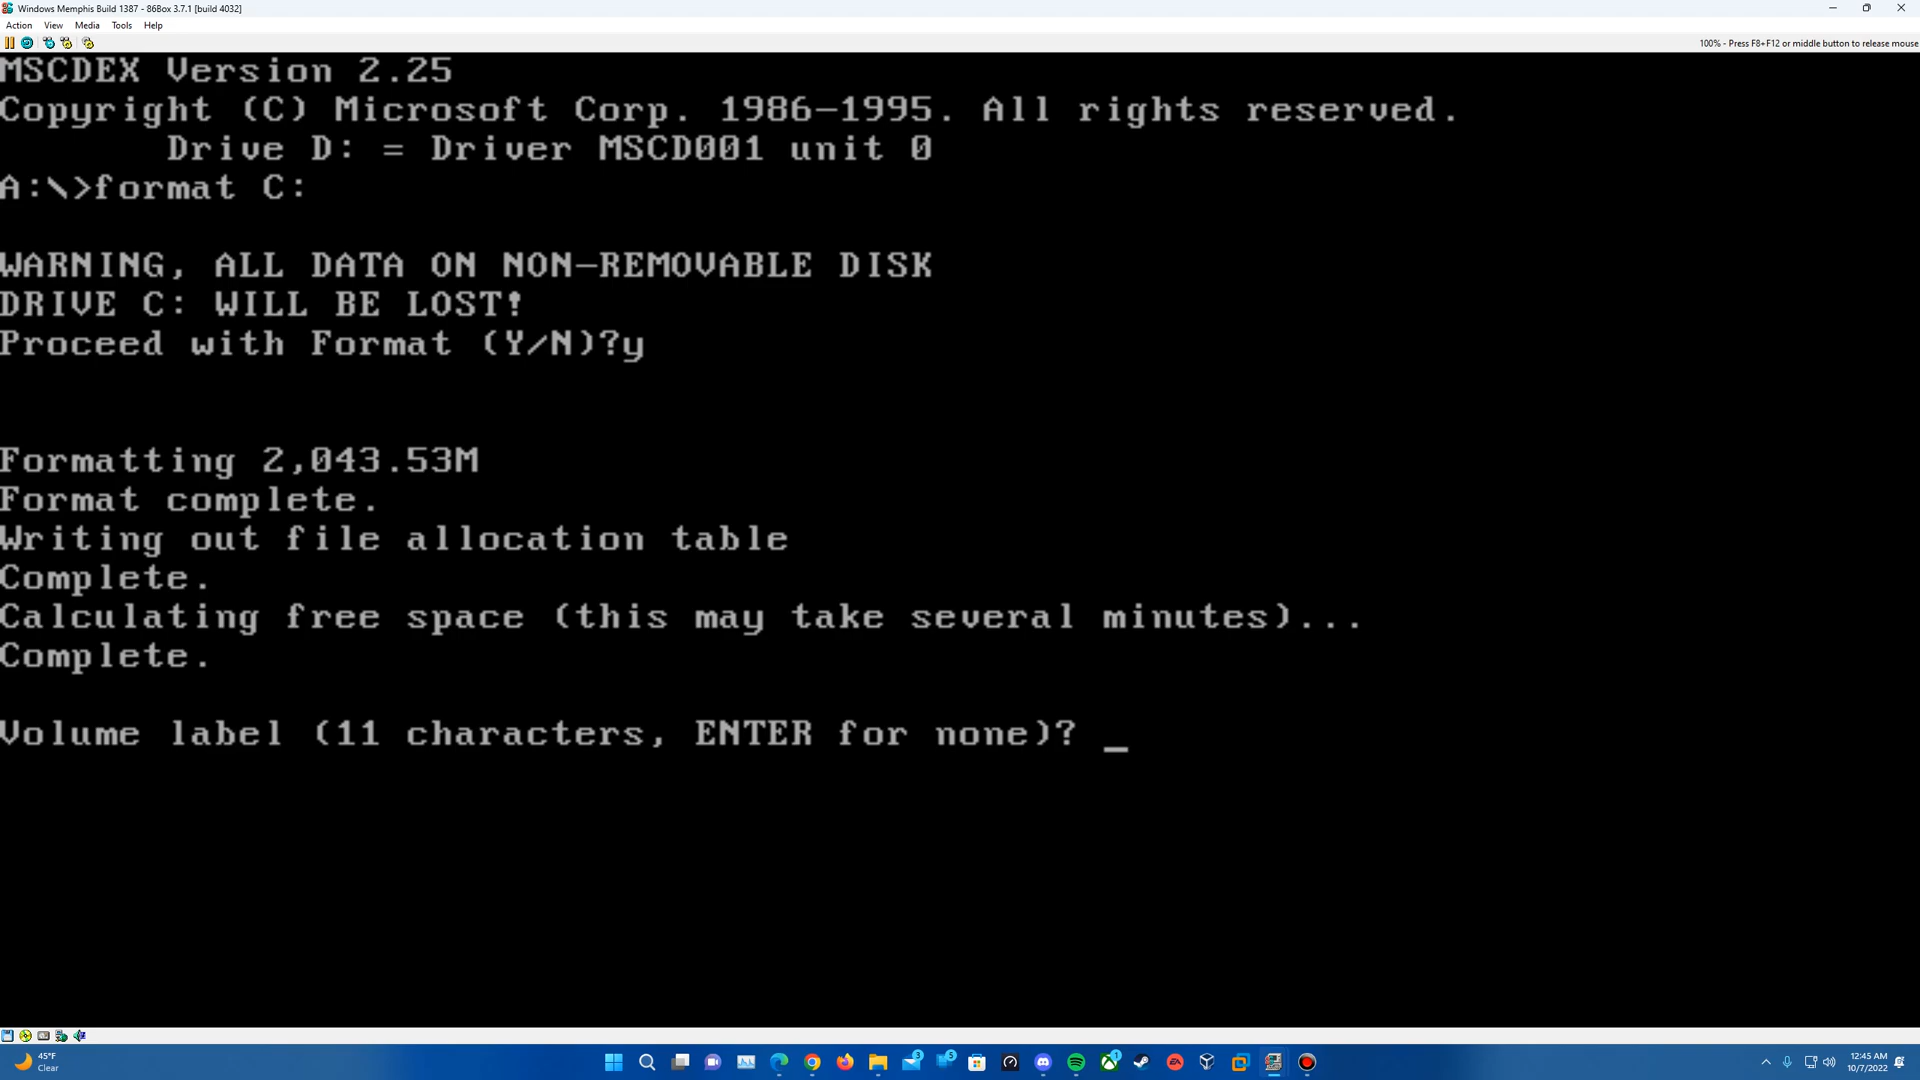 Windows Memphis Build 1387 - 86Box 3.7.1 [build 4032]
Action View Media Tools Help
100% - Press F8+F12 or middle button to release mouse
MSCDEX Version 2.25
Copyright (C) Microsoft Corp. 1986-1995. All rights reserved.
Drive D: = Driver MSCD001 unit 0
A:\>format C:
WARNING, ALL DATA ON NON-REMOVABLE DISK
DRIVE C: WILL BE LOST!
Proceed with Format (Y/N)?y
Formatting 2,043.53M
Format complete.
Writing out file allocation table
Complete.
Calculating free space (this may take several minutes)...
Complete.
Volume label (11 characters, ENTER for none)? _
45°F
Clear
3
5
1
12:45 AM
10/7/2022